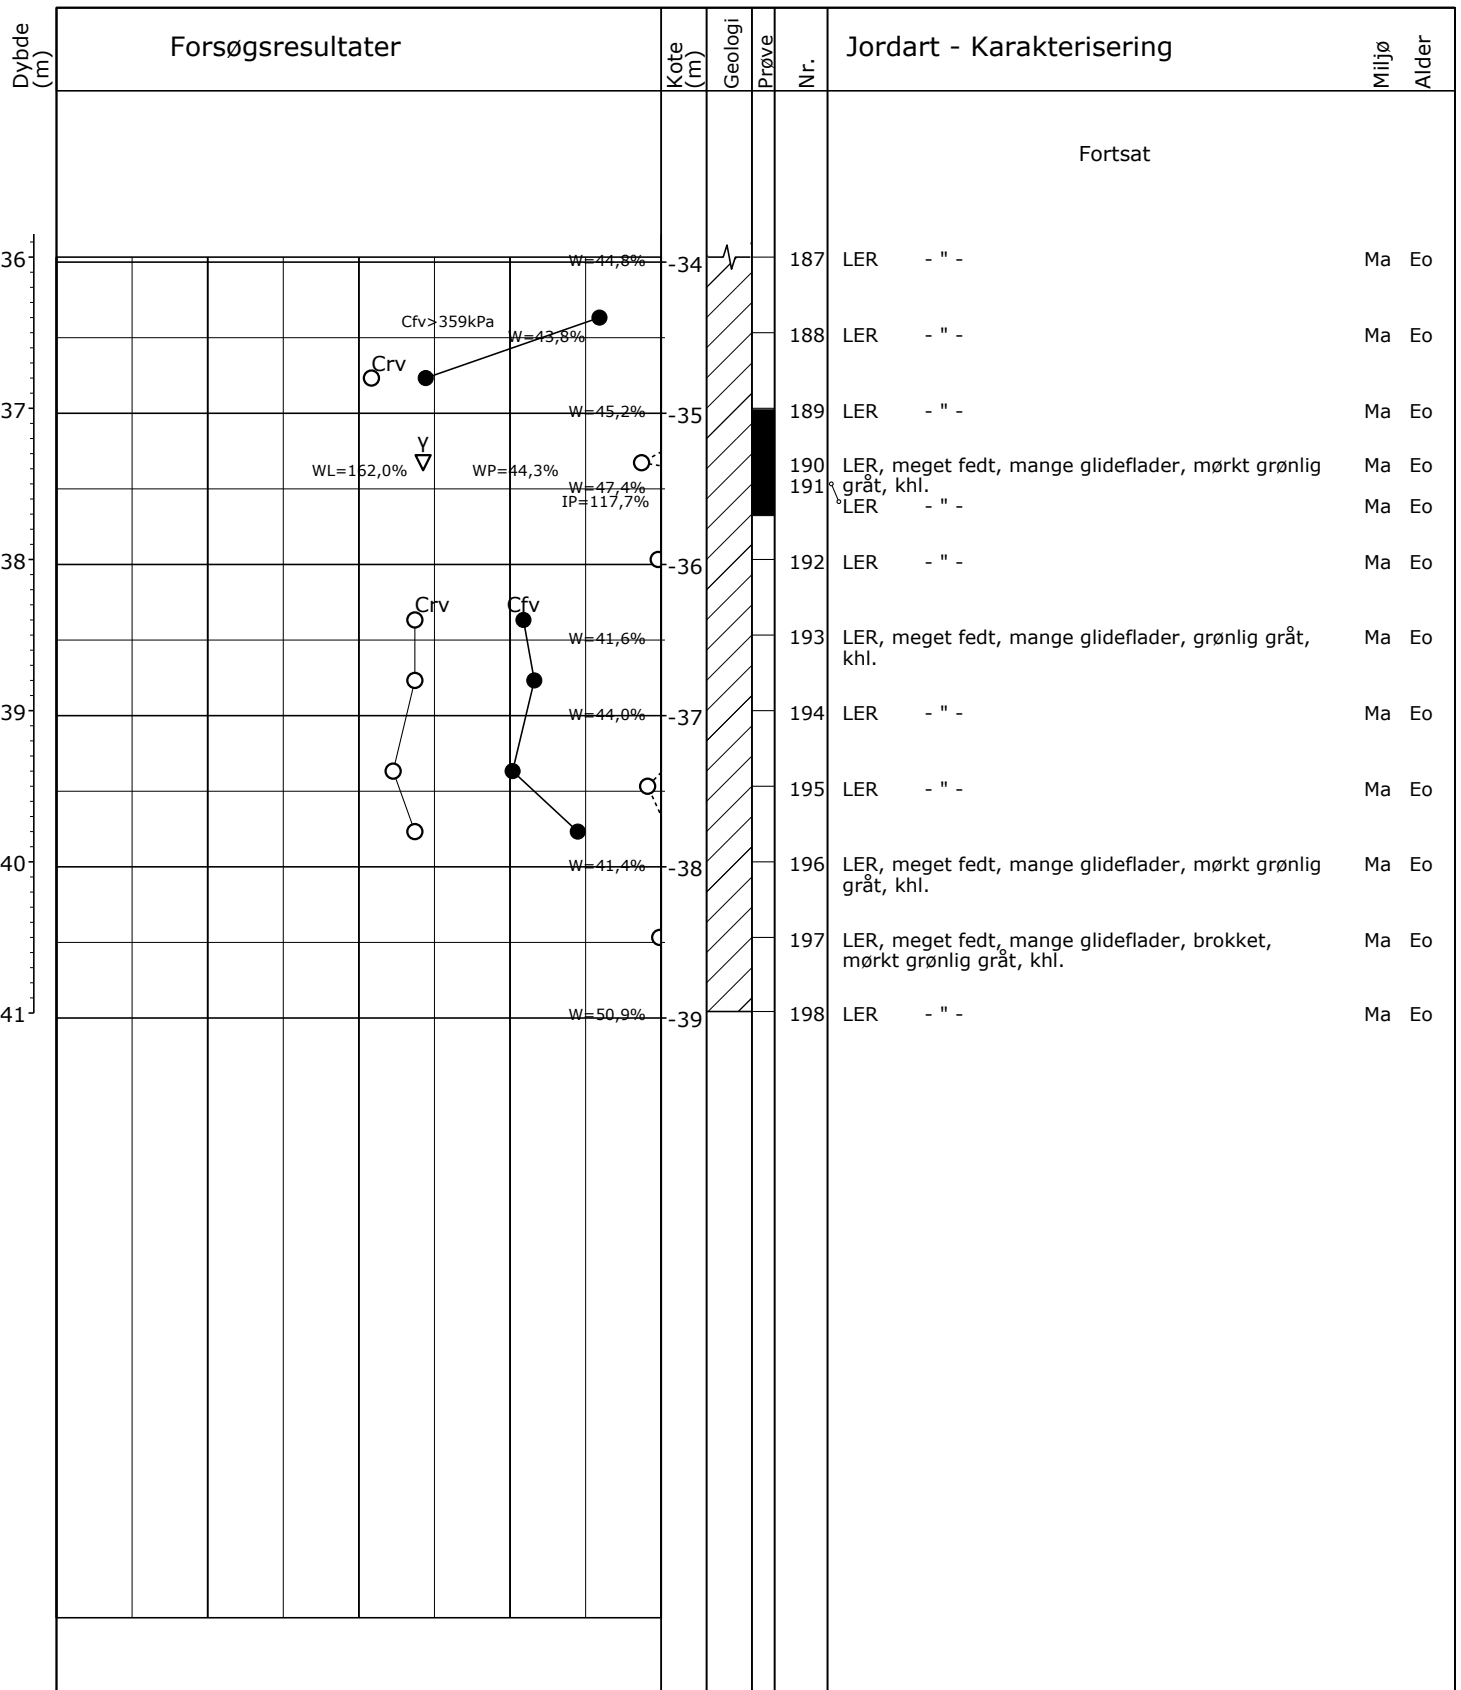 Dybde
(m)
Forsøgsresultater
Kote
(m)
Geologi
Prøve
Nr.
Jordart - Karakterisering
Miljø
Alder
Fortsat
36 W=44,8% -34 187 LER - " - Ma Eo
Cfv>359kPa
W=43,8% 188 LER - " - Ma Eo
Crv
37 W=45,2% -35 189 LER - " - Ma Eo
γ
WL=162,0% WP=44,3% 190 LER, meget fedt, mange glideflader, mørkt grønlig Ma Eo
W=47,4% 191 gråt, khl.
IP=117,7% LER - " - Ma Eo
38 -36 192 LER - " - Ma Eo
Crv Cfv
W=41,6% 193 LER, meget fedt, mange glideflader, grønlig gråt, Ma Eo
khl.
39 W=44,0% -37 194 LER - " - Ma Eo
195 LER - " - Ma Eo
40 W=41,4% -38 196 LER, meget fedt, mange glideflader, mørkt grønlig Ma Eo
gråt, khl.
197 LER, meget fedt, mange glideflader, brokket, Ma Eo
mørkt grønlig gråt, khl.
41 W=50,9% -39 198 LER - " - Ma Eo